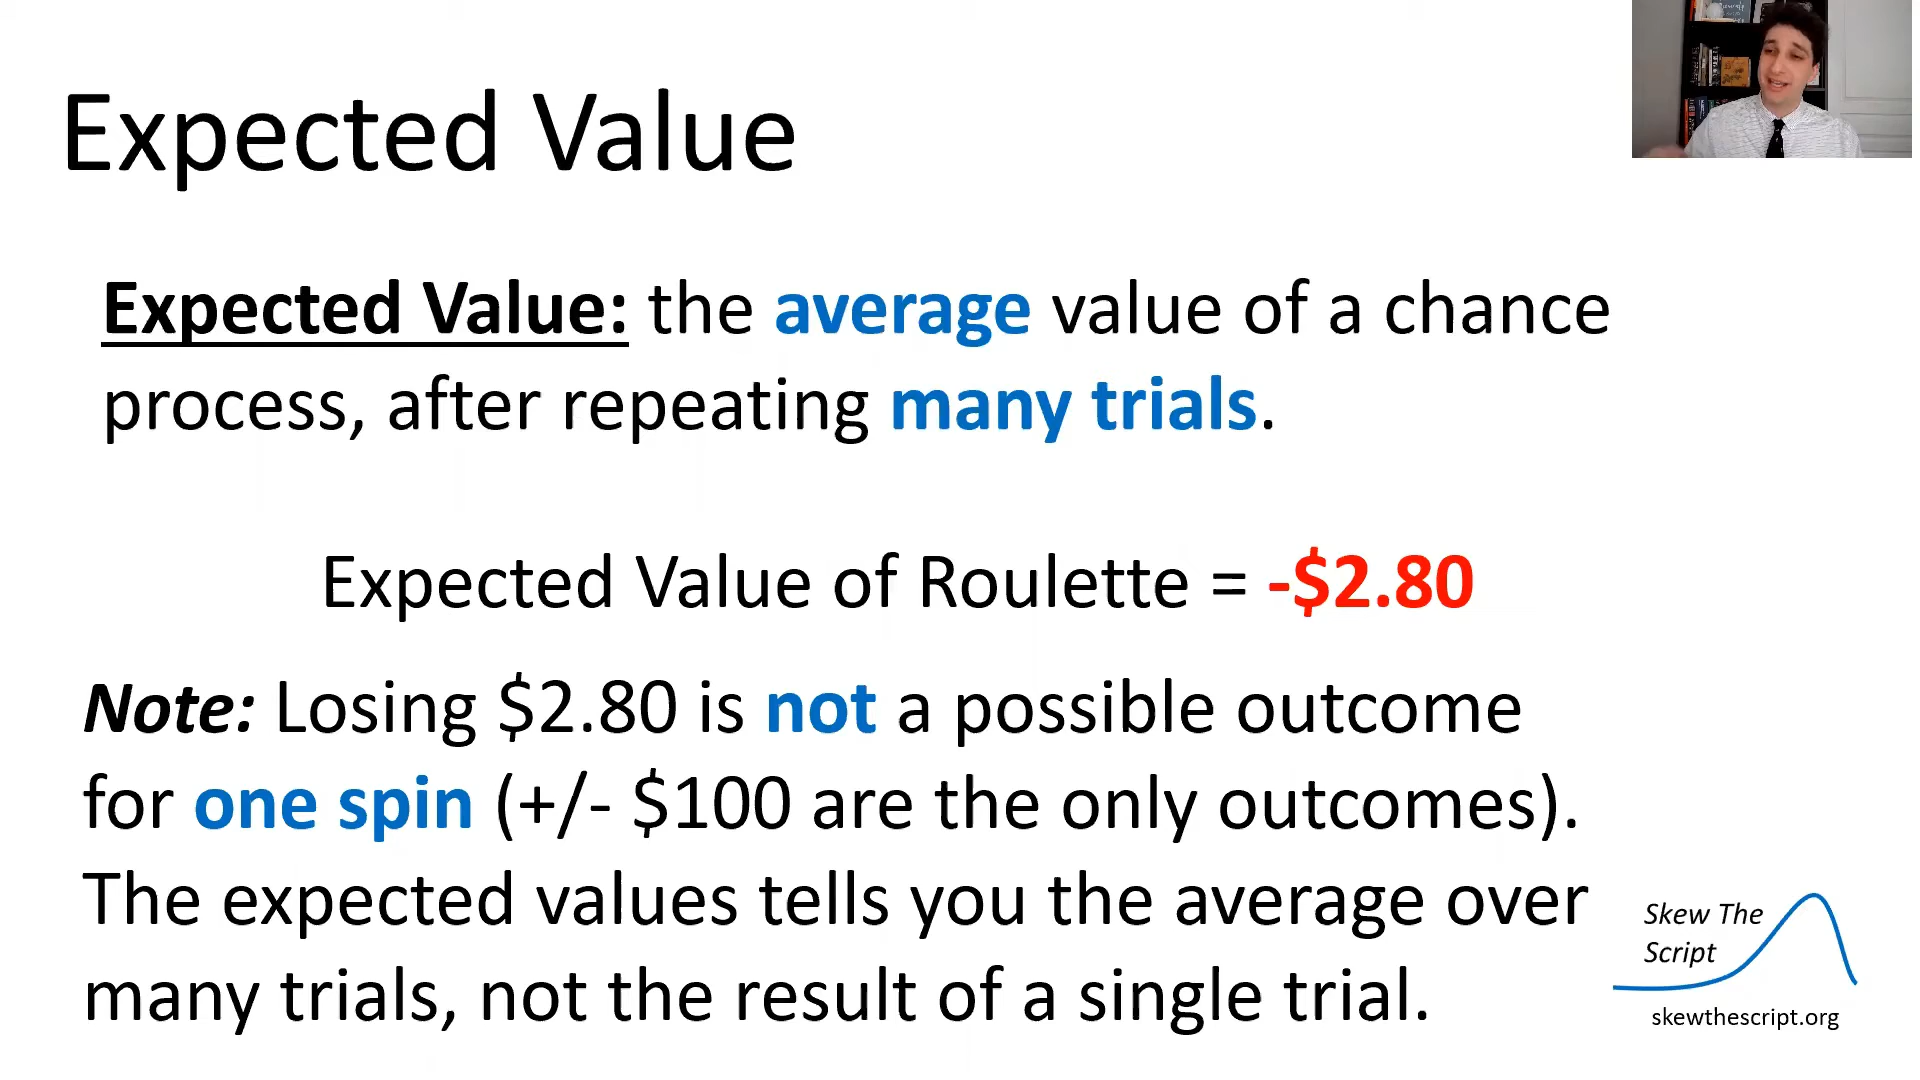 Expected Value
Expected Value: the average value of a chance
process, after repeating many trials.
Expected Value of Roulette = -$2.80
Note: Losing $2.80 is not a possible outcome
for one spin (+/- $100 are the only outcomes).
The expected values tells you the average over
many trials, not the result of a single trial.
Skew The
Script
skewthescript.org